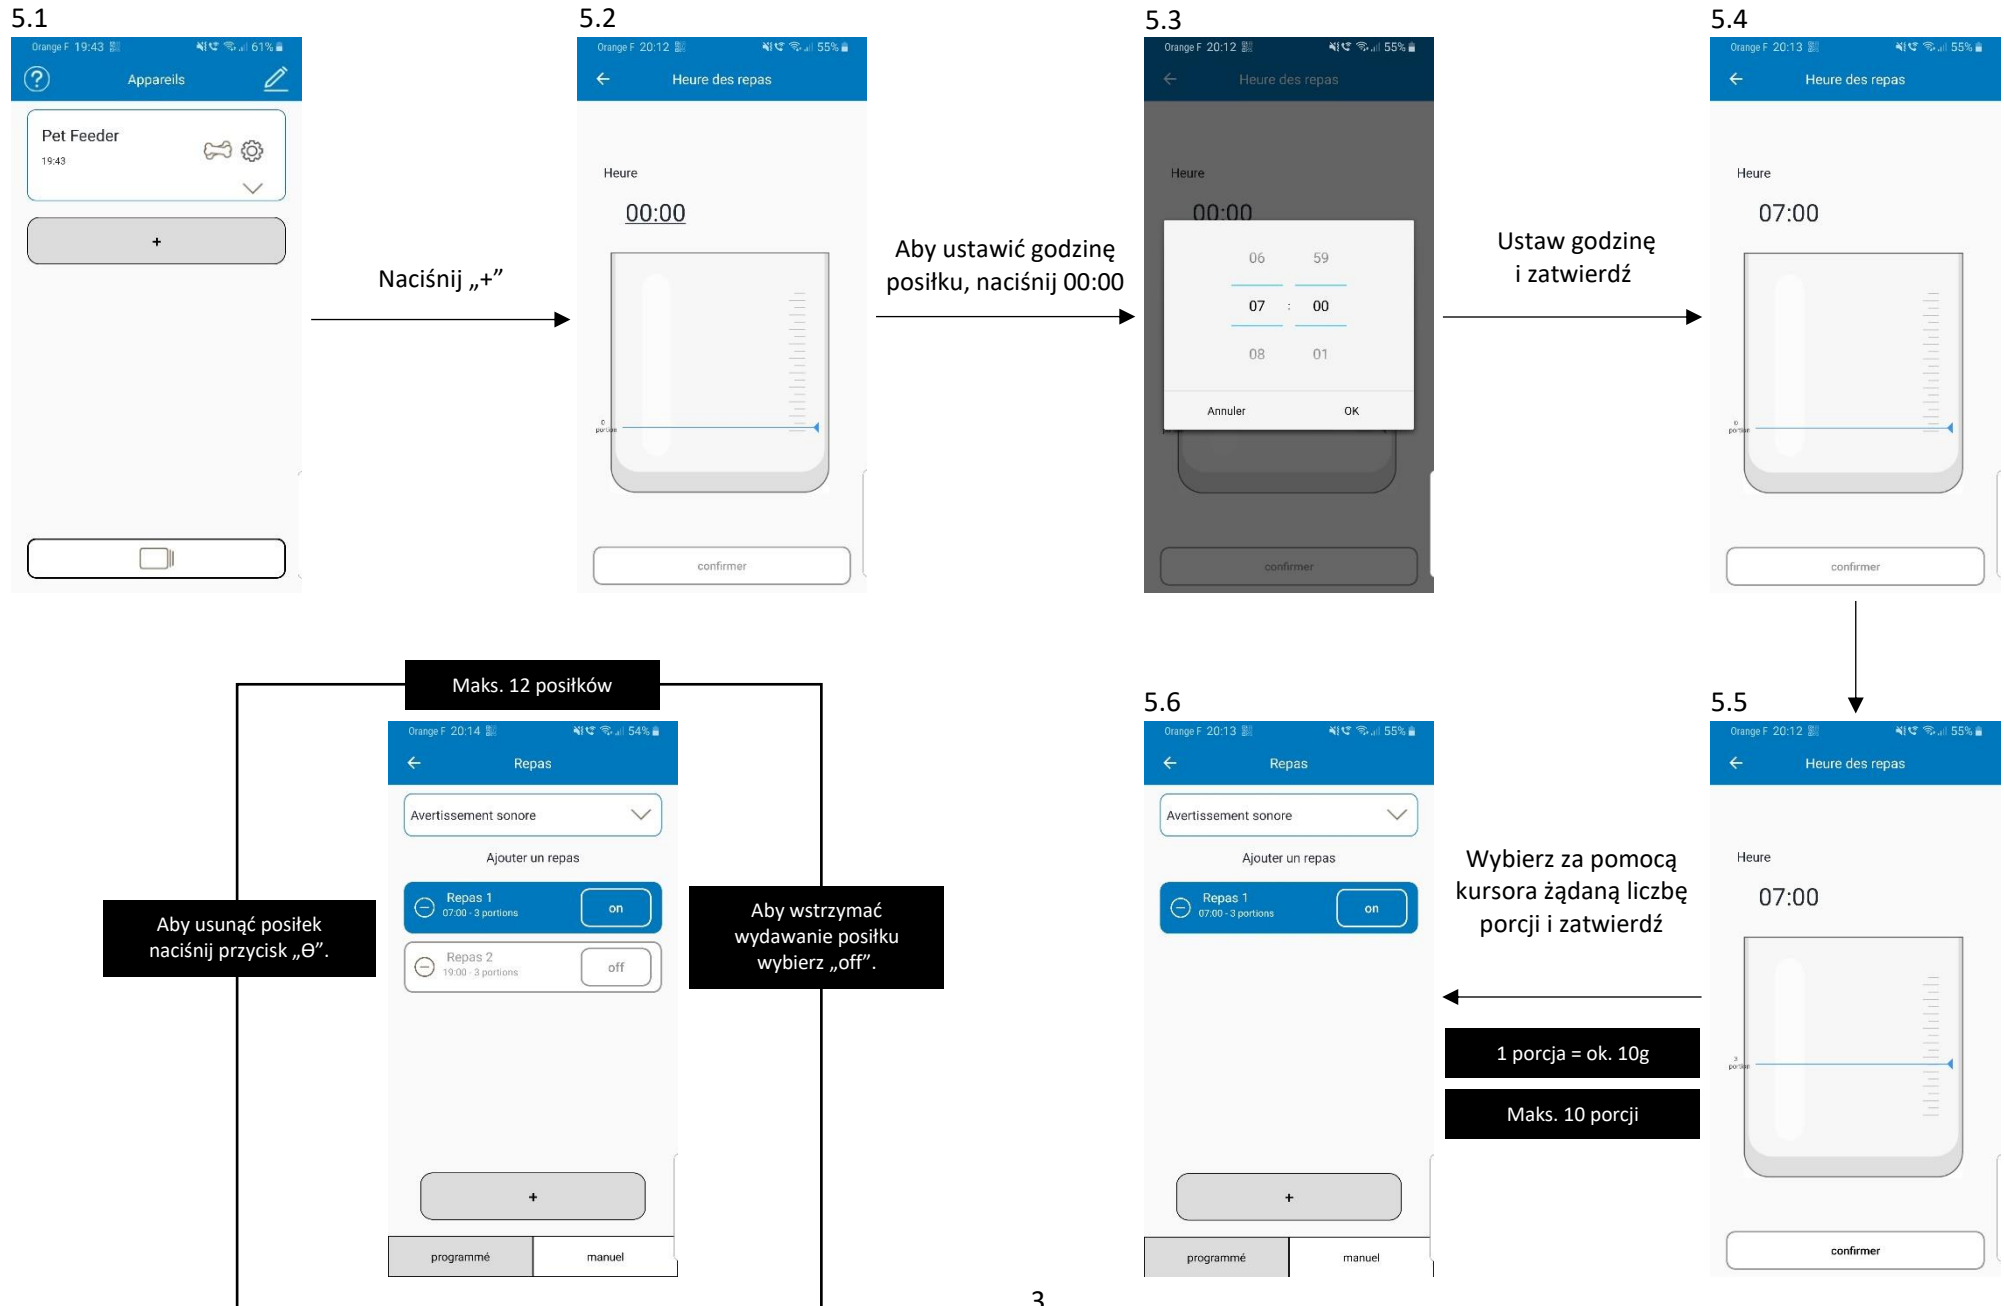 5.1
Orange F 19:43
61%
?
Appareils
Pet Feeder
19:43
+
Naciśnij „+”
5.2
Orange F 20:12
55%
Heure des repas
Heure
00:00
0
portion
confirmer
Aby ustawić godzinę
posiłku, naciśnij 00:00
5.3
Orange F 20:12
55%
Heure des repas
Heure
00:00
06 59
07 : 00
08 01
Annuler OK
confirmer
Ustaw godzinę
i zatwierdź
5.4
Orange F 20:13
55%
Heure des repas
Heure
07:00
0
portion
confirmer
5.5
Orange F 20:12
55%
Heure des repas
Heure
07:00
3
portion
confirmer
Wybierz za pomocą
kursora żądaną liczbę
porcji i zatwierdź
1 porcja = ok. 10g
Maks. 10 porcji
5.6
Orange F 20:13
55%
Repas
Avertissement sonore
Ajouter un repas
Repas 1
07:00 - 3 portions
on
+
programmé manuel
Maks. 12 posiłków
Orange F 20:14
54%
Repas
Avertissement sonore
Ajouter un repas
Repas 1
07:00 - 3 portions
on
Repas 2
19:00 - 3 portions
off
+
programmé manuel
Aby usunąć posiłek
naciśnij przycisk „Ɵ”.
Aby wstrzymać
wydawanie posiłku
wybierz „off”.
3